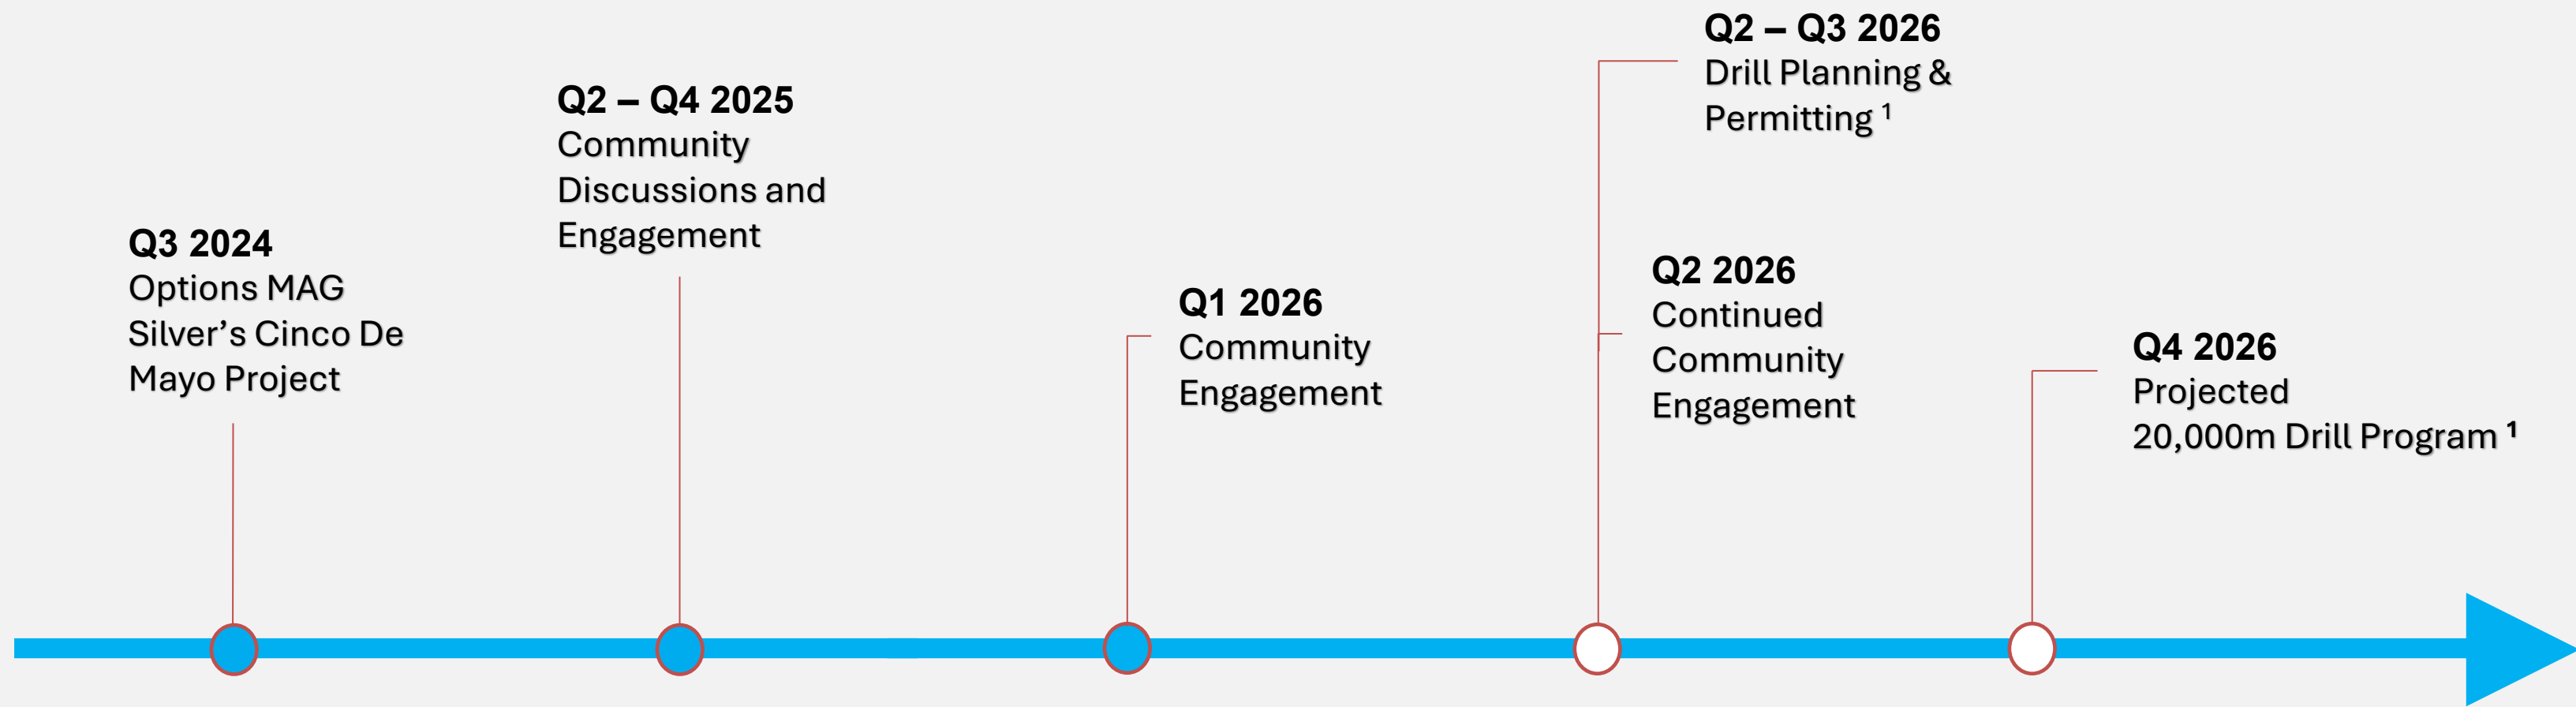 Q3 2024
Options MAG
Silver’s Cinco De
Mayo Project
Q2 – Q4 2025
Community
Discussions and
Engagement
Q1 2026
Community
Engagement
Q2 – Q3 2026
Drill Planning &
Permitting ¹
Q2 2026
Continued
Community
Engagement
Q4 2026
Projected
20,000m Drill Program ¹